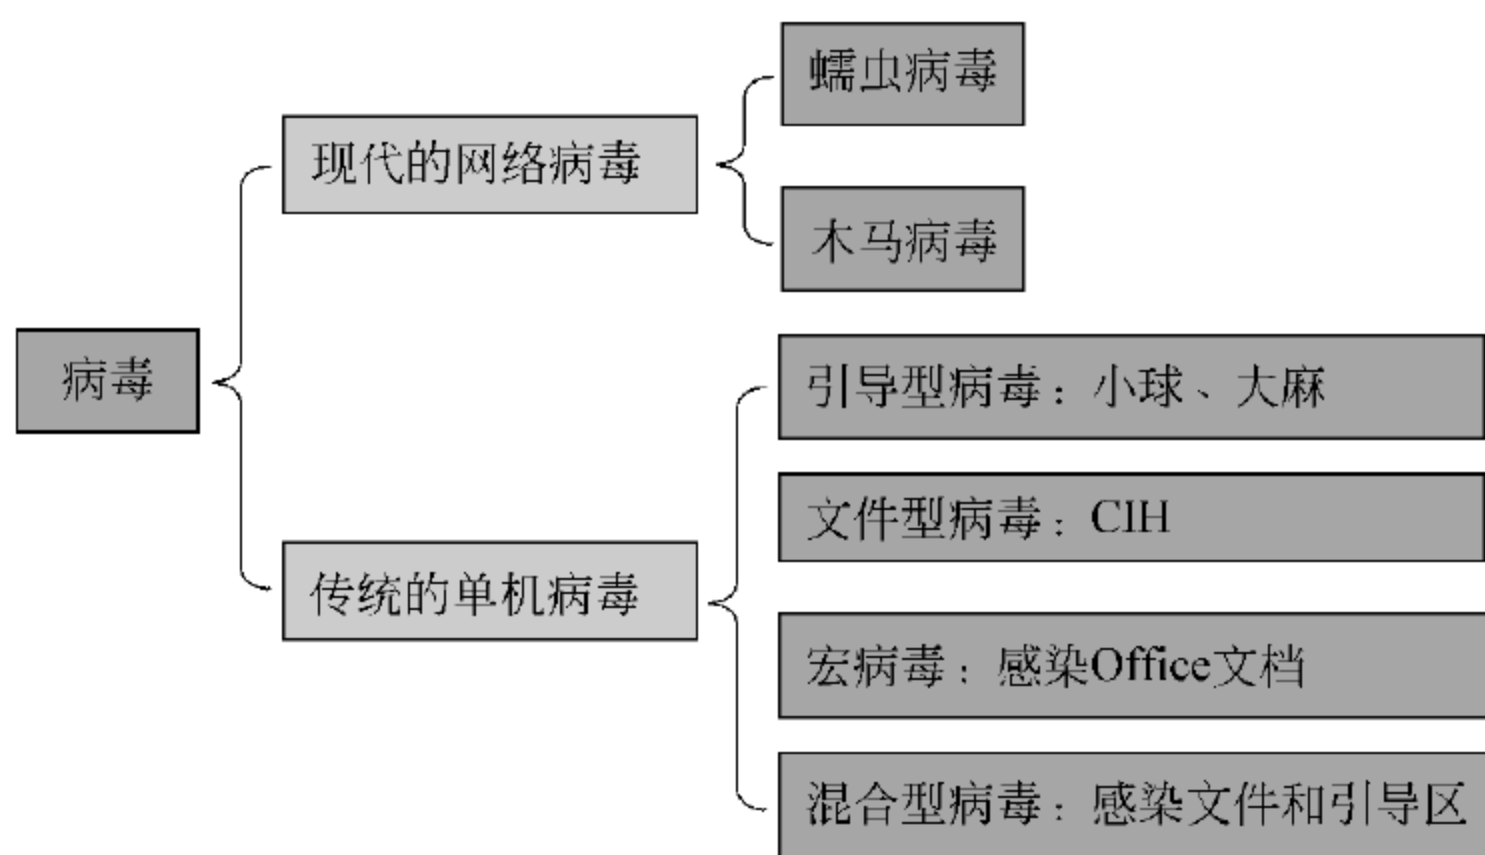 蠕虫病毒
现代的网络病毒
木马病毒
病毒
引导型病毒：小球、大麻
文件型病毒：CIH
传统的单机病毒
宏病毒：感染Office文档
混合型病毒：感染文件和引导区